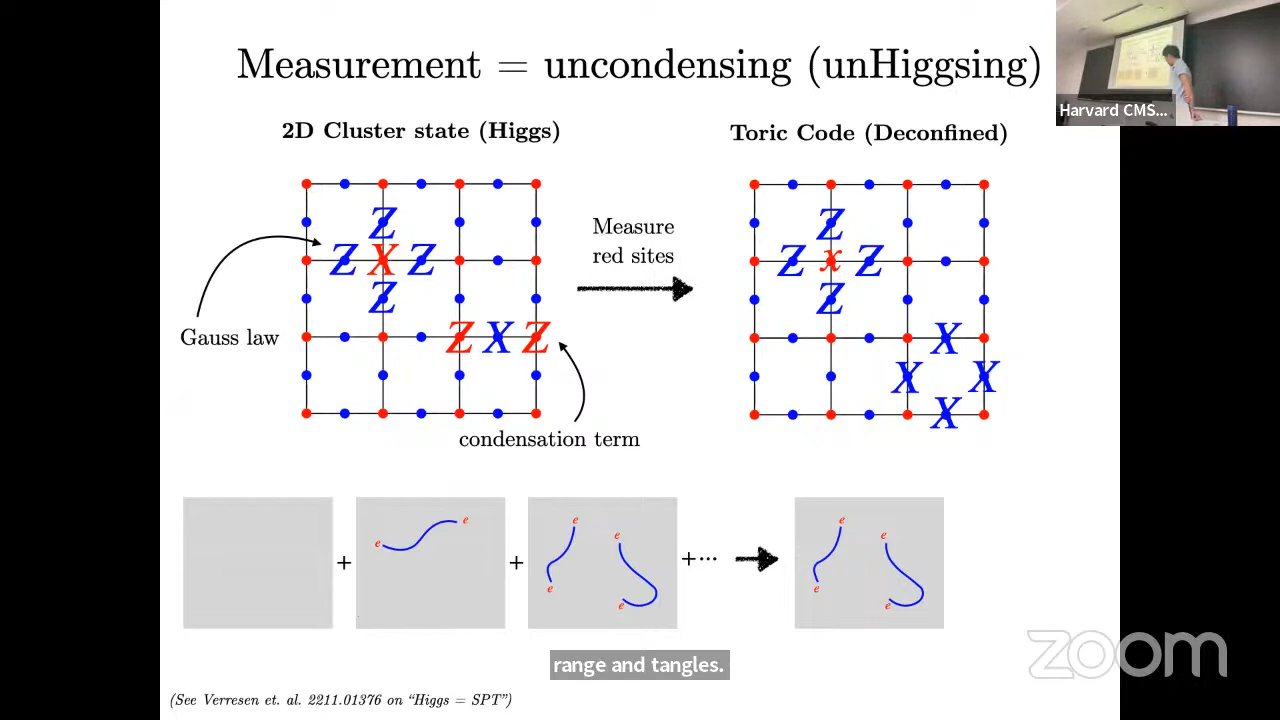 Measurement = uncondensing (unHiggsing)
Harvard CMS...
2D Cluster state (Higgs)
Toric Code (Deconfined)
Z
Z X Z
Z
Gauss law
Z X Z
condensation term
Measure
red sites
Z
Z x Z
Z
X
X X
X
e e
+
e e
e e
+
+···
e e
e e
range and tangles.
zoom
(See Verresen et. al. 2211.01376 on “Higgs = SPT”)